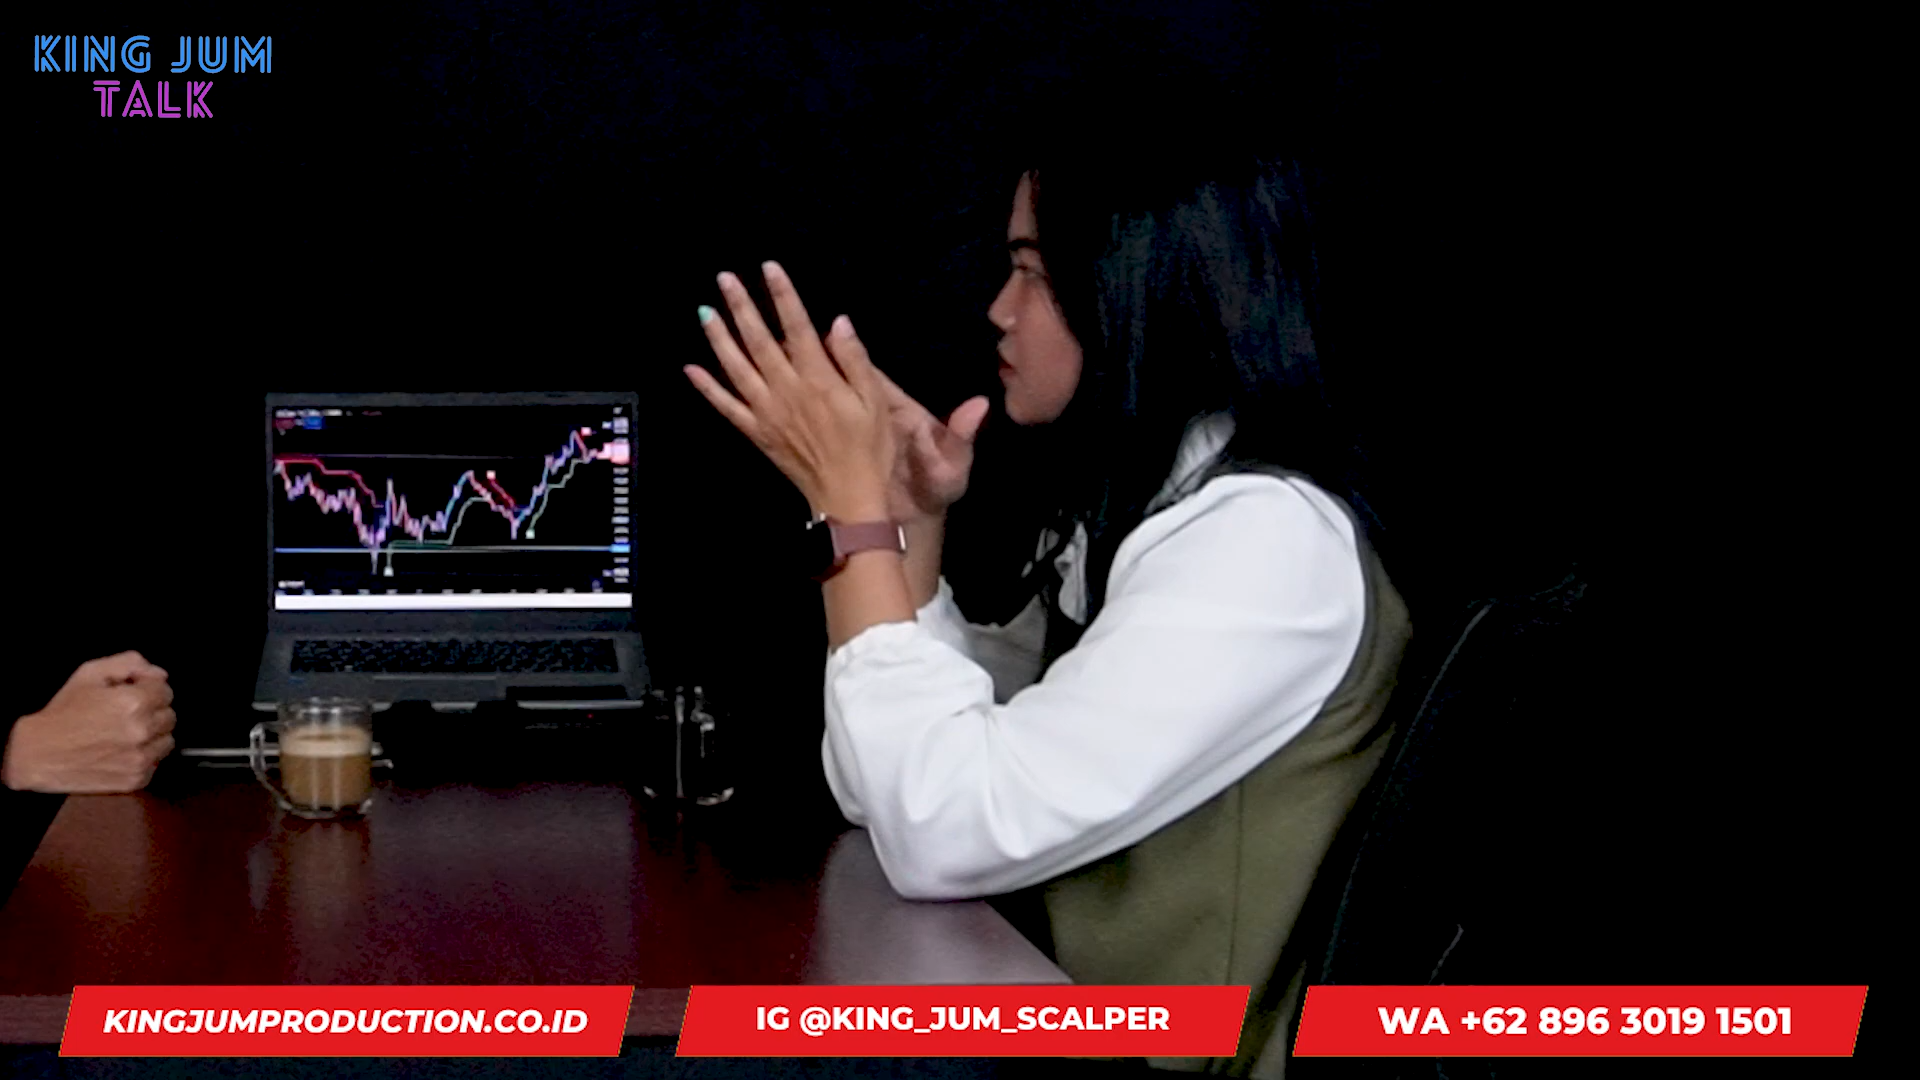 KING JUM
TALK
KINGJUMPRODUCTION.CO.ID
IG @KING_JUM_SCALPER
WA +62 896 3019 1501